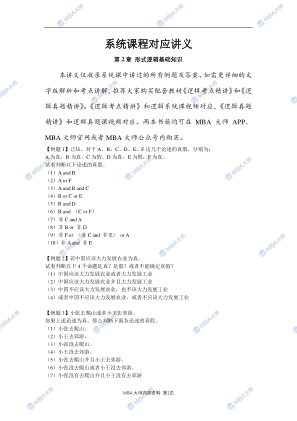 系统课程对应讲义
第2章 形式逻辑基础知识
本讲义仅收录系统课中讲过的所有例题及答案。如需更详细的文
字版解析和考点讲解，推荐大家购买配套教材《逻辑考点精讲》和《逻
辑真题精讲》。《逻辑考点精讲》和逻辑系统课视频对应，《逻辑真题
精讲》和逻辑真题课视频对应。两本书籍均可在 MBA 大师 APP、
MBA 大师官网或者 MBA 大师公众号内购买。
【例题1】已知，对于 A、B、C、D、E、F 这几个论述的真假，分别为：
A 为真，B 为真，C 为假，D 为真，E 为假，F 为真。
试着判断以下论述的真假。
（1）A and B
（2）A or F
（3）A and B and C
（4）B or C or E
（5）B and D
（6）B and （C or F）
（7）非 C and A
（8）非 B or 非 D
（9）非 F or （非 C and 非 E） or A
（10）非 A and 非 E
【例题2】若中国应该大力发展农业为真。
试着判断以下 4 个命题是真？是假？或者不能确定真假？
（1）中国应该大力发展农业或者大力发展工业
（2）中国应该大力发展农业并且大力发展工业
（3）中国不应该大力发展农业，也不该大力发展工业
（4）或者中国不应该大力发展农业，或者不应该大力发展工业
【例题3】小张去爬山或者小王去郊游。
如果上述论述为真，那么判断下面各论述的真假。
（1）小张去爬山。
（2）小王去郊游。
（3）小张没去爬山。
（4）小王没去郊游。
（5）小张去爬山并且小王去郊游。
（6）小张去爬山或者小王去郊游。
（7）小张没有去爬山并且小王没有去郊游
MBA 大师内部资料 第1页